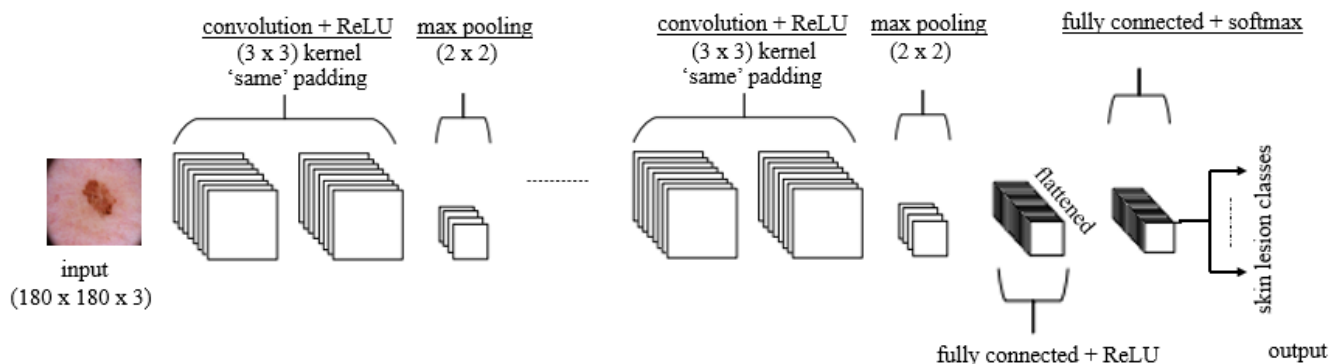 convolution + ReLU
(3 x 3) kernel
‘same’ padding
max pooling
(2 x 2)
convolution + ReLU
(3 x 3) kernel
‘same’ padding
max pooling
(2 x 2)
fully connected + softmax
input
(180 x 180 x 3)
flattened
skin lesion classes
fully connected + ReLU
output